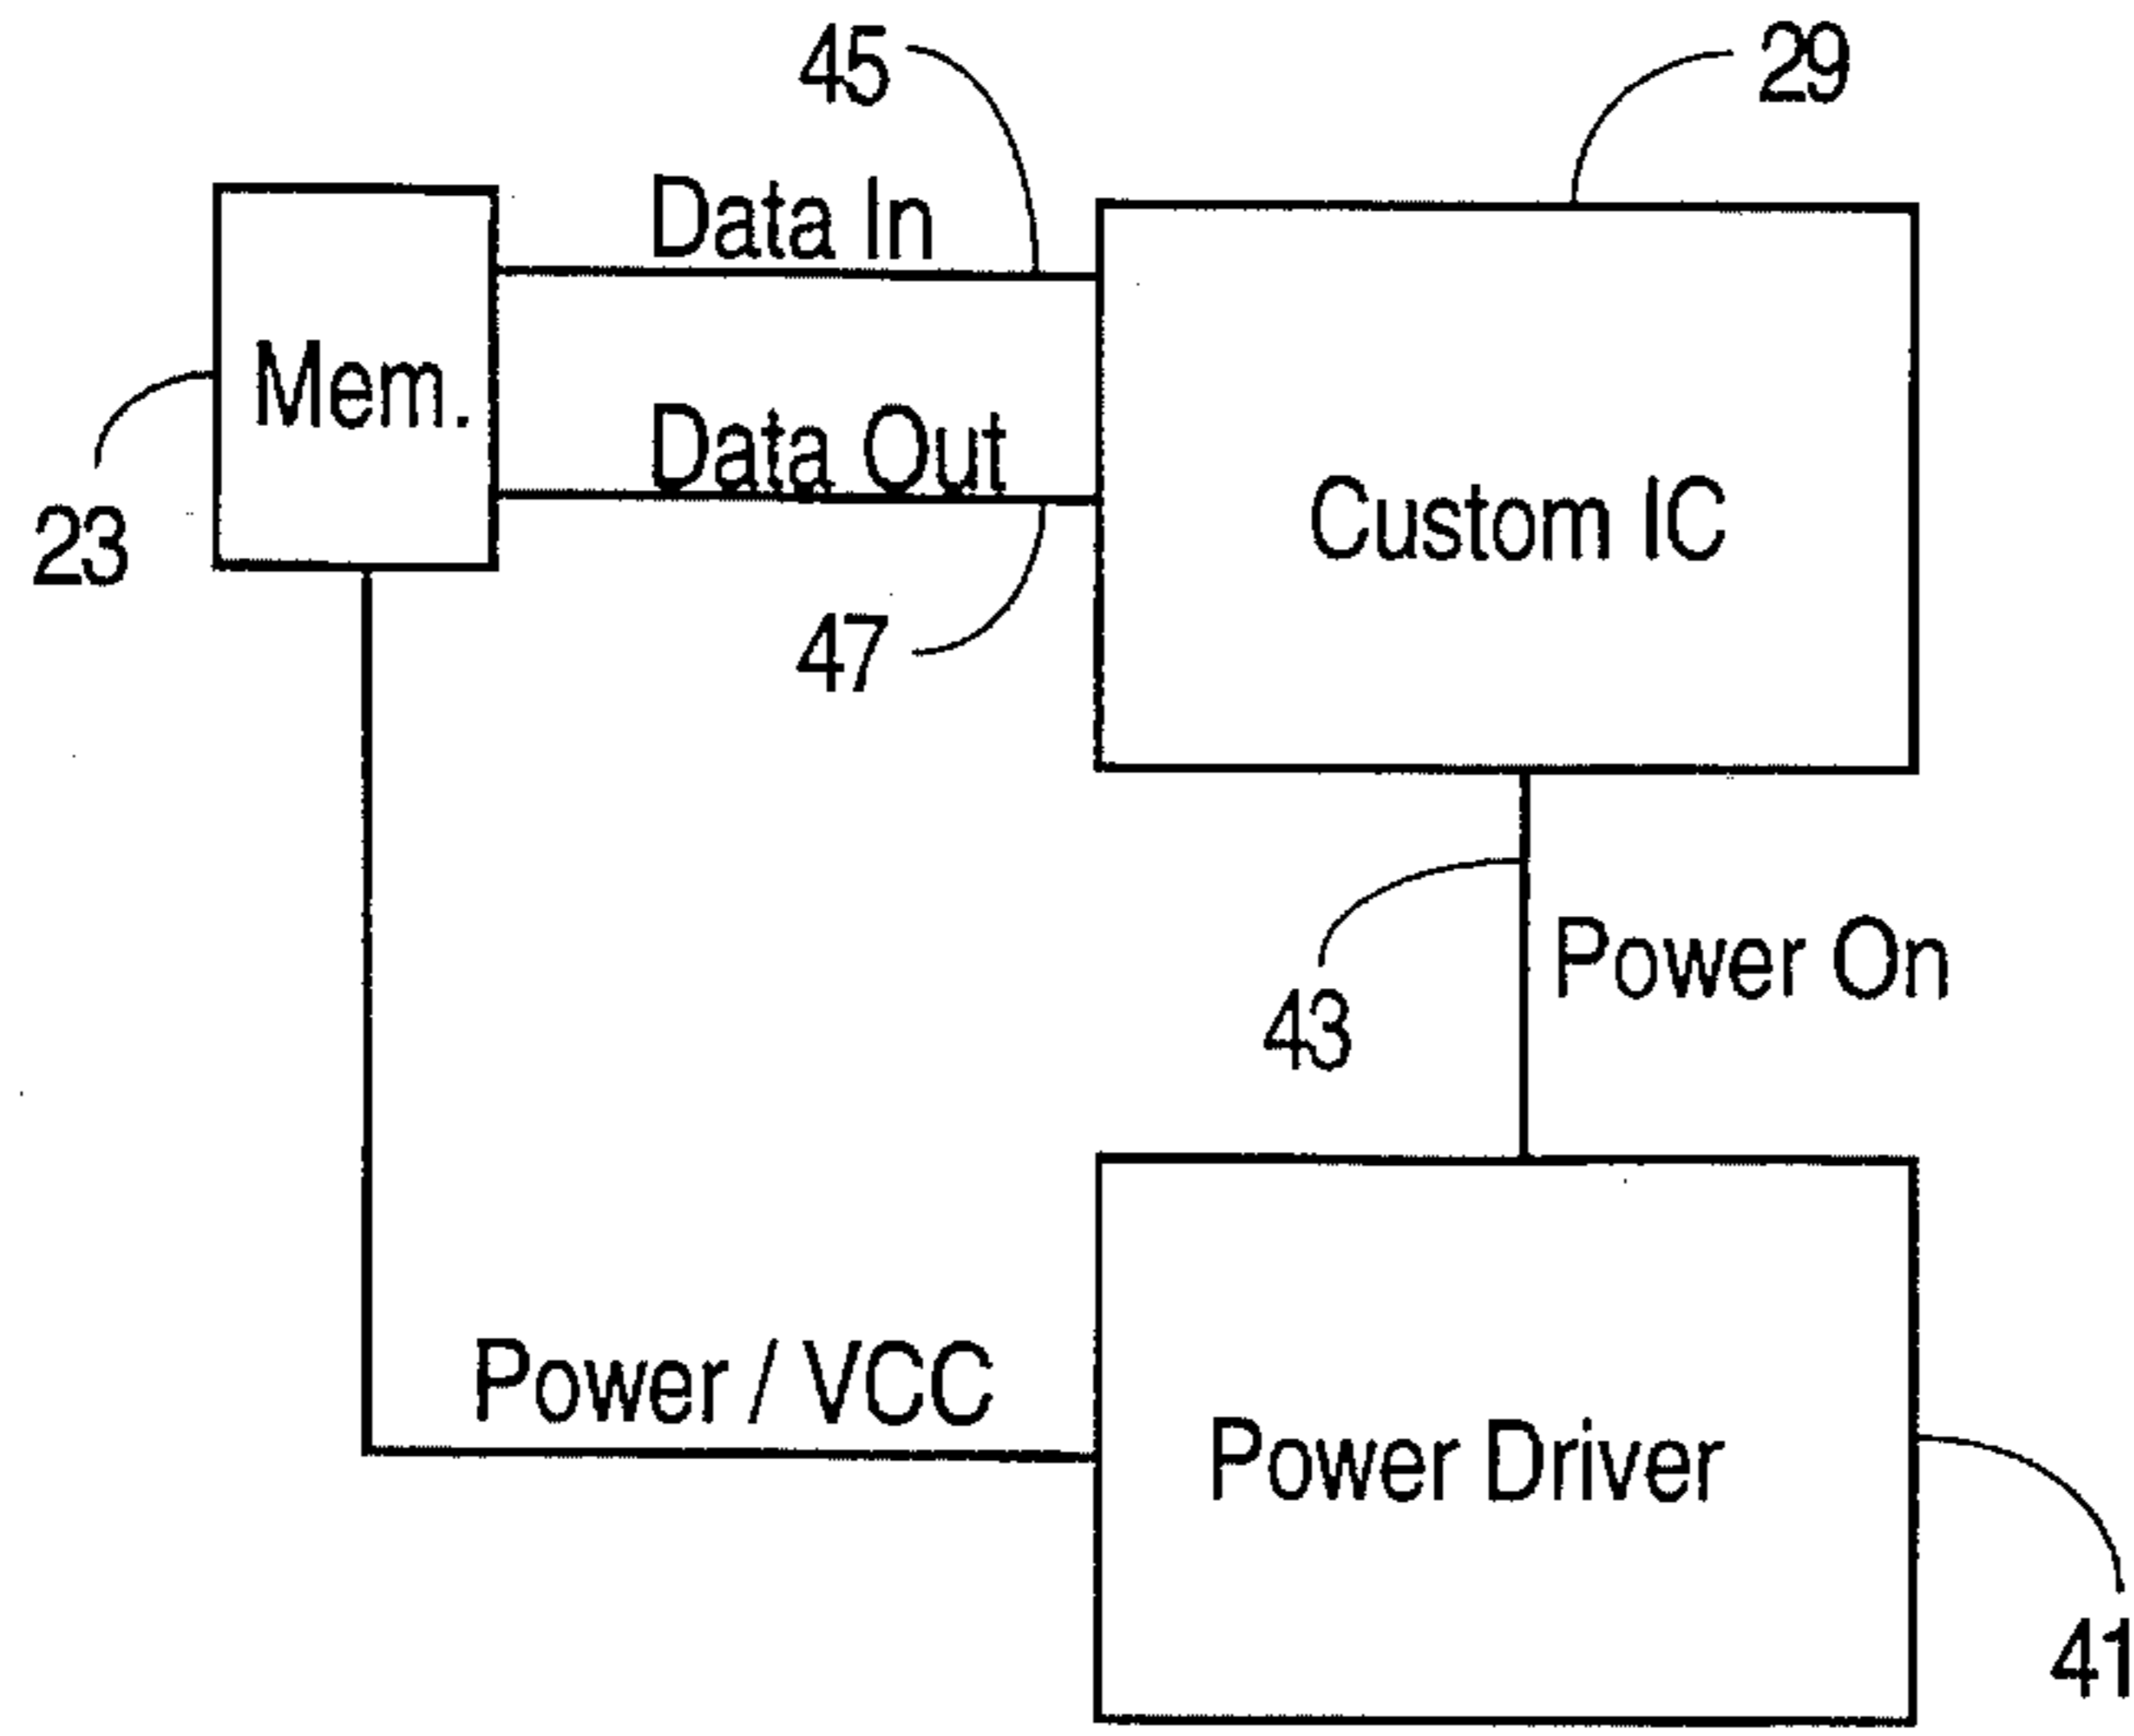 45
29
Data In
Mem.
Data Out
Custom IC
23
47
Power On
43
Power / VCC
Power Driver
41